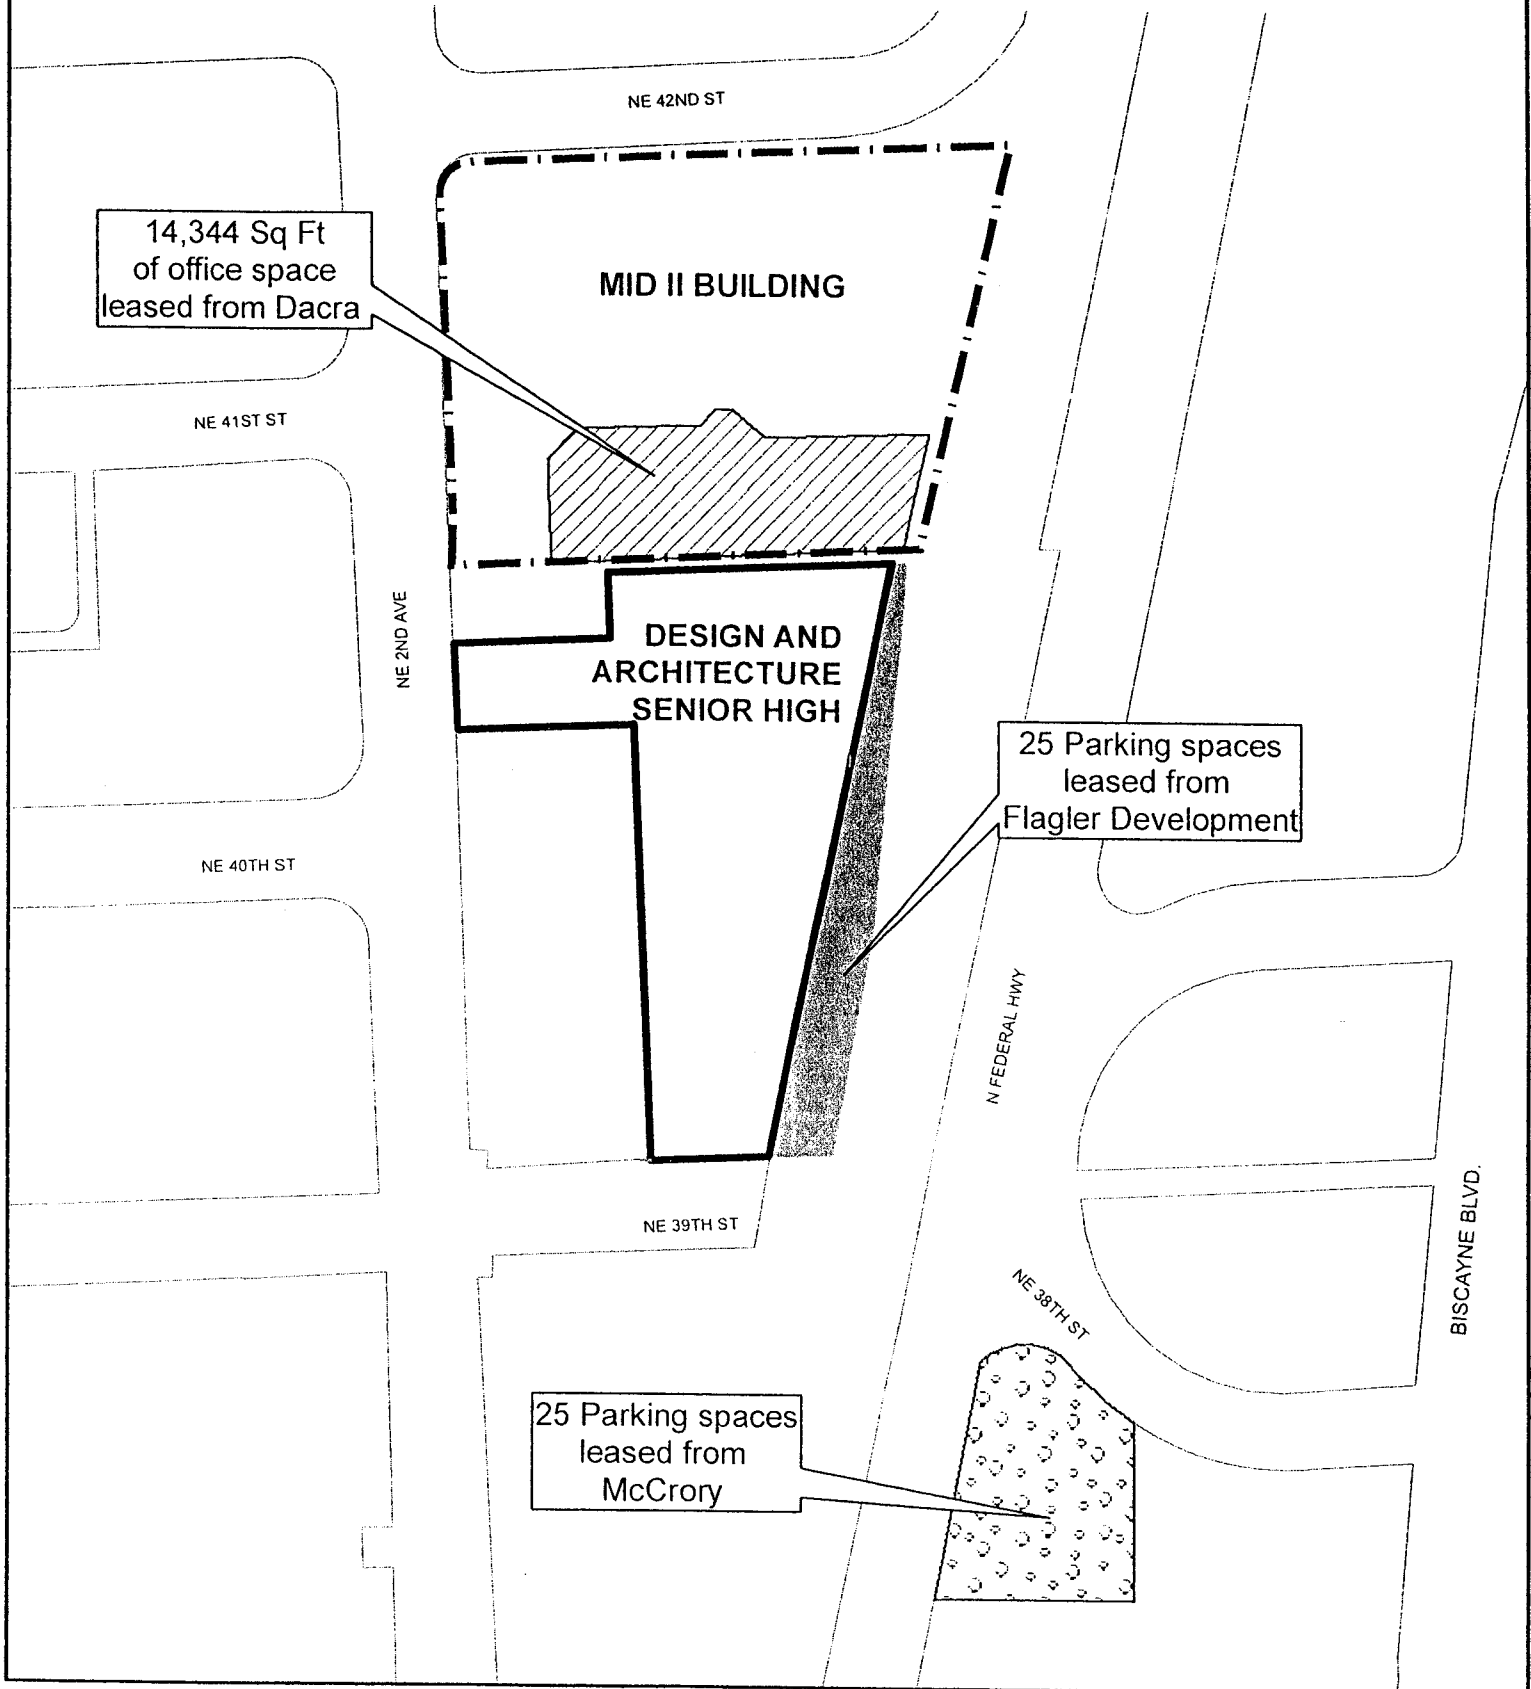 NE 42ND ST
14,344 Sq Ft
of office space
leased from Dacra
MID II BUILDING
NE 41ST ST
NE 2ND AVE
DESIGN AND
ARCHITECTURE
SENIOR HIGH
25 Parking spaces
leased from
Flagler Development
NE 40TH ST
N FEDERAL HWY
NE 39TH ST
BISCAYNE BLVD.
NE 38TH ST
25 Parking spaces
leased from
McCrory